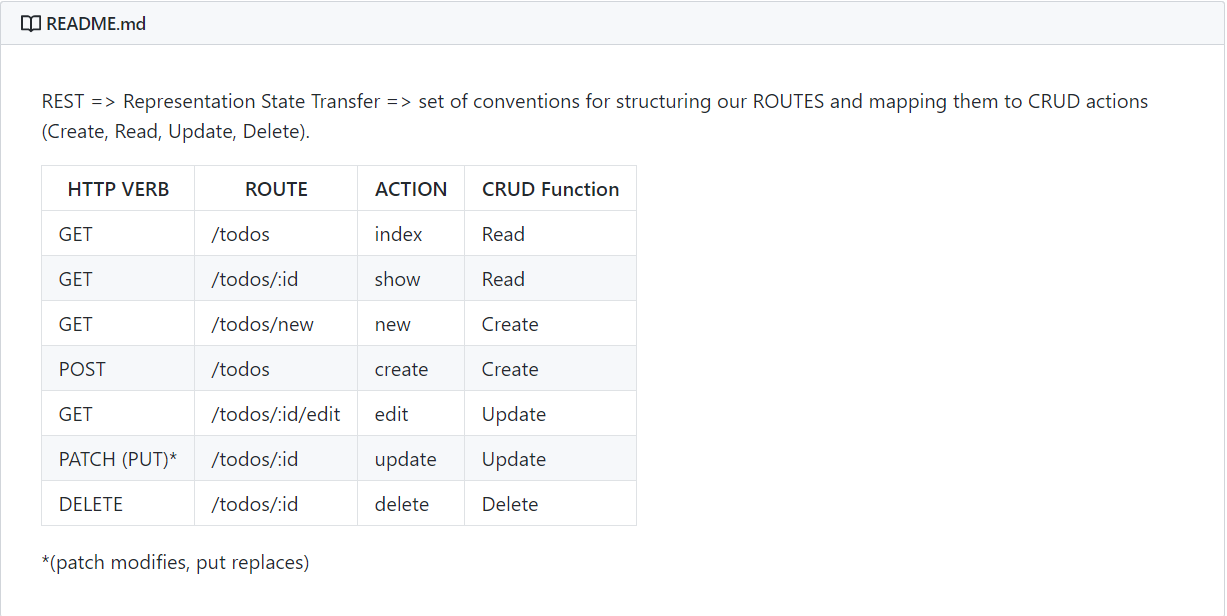 README.md
REST => Representation State Transfer => set of conventions for structuring our ROUTES and mapping them to CRUD actions
(Create, Read, Update, Delete).
HTTP VERB ROUTE ACTION CRUD Function
GET /todos index Read
GET /todos/:id show Read
GET /todos/new new Create
POST /todos create Create
GET /todos/:id/edit edit Update
PATCH (PUT)* /todos/:id update Update
DELETE /todos/:id delete Delete
*(patch modifies, put replaces)